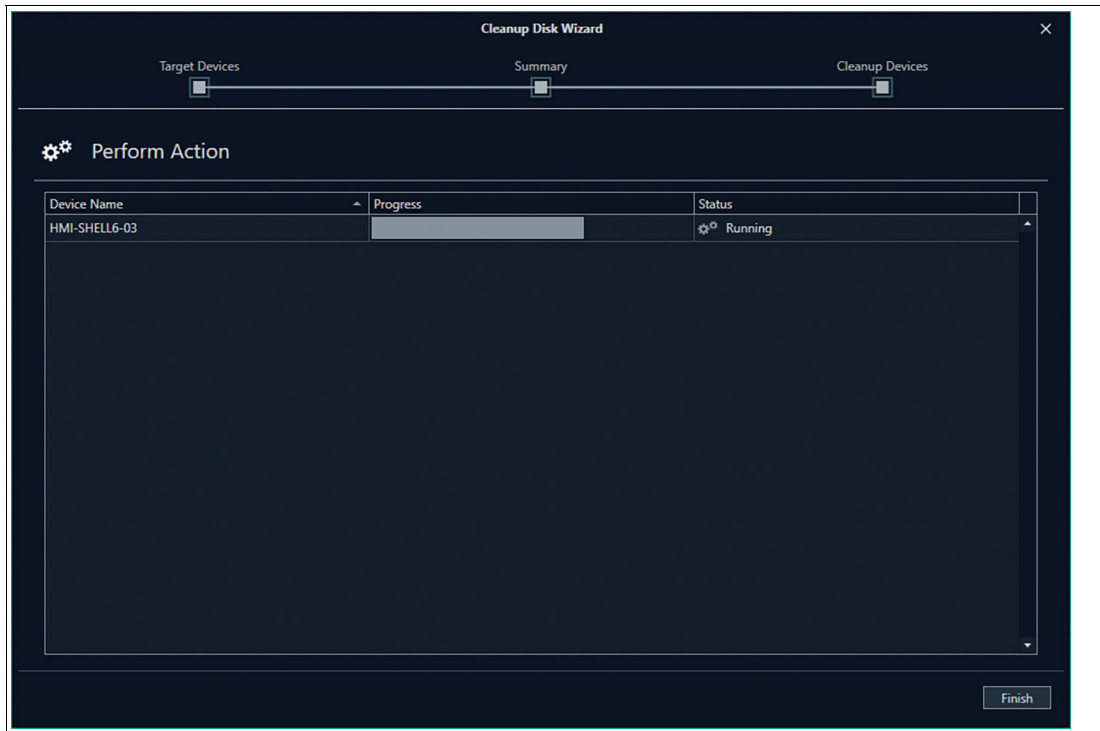 Cleanup Disk Wizard
Target Devices Summary Cleanup Devices
Perform Action
Device Name Progress Status
HMI-SHELL6-03 Running
Finish